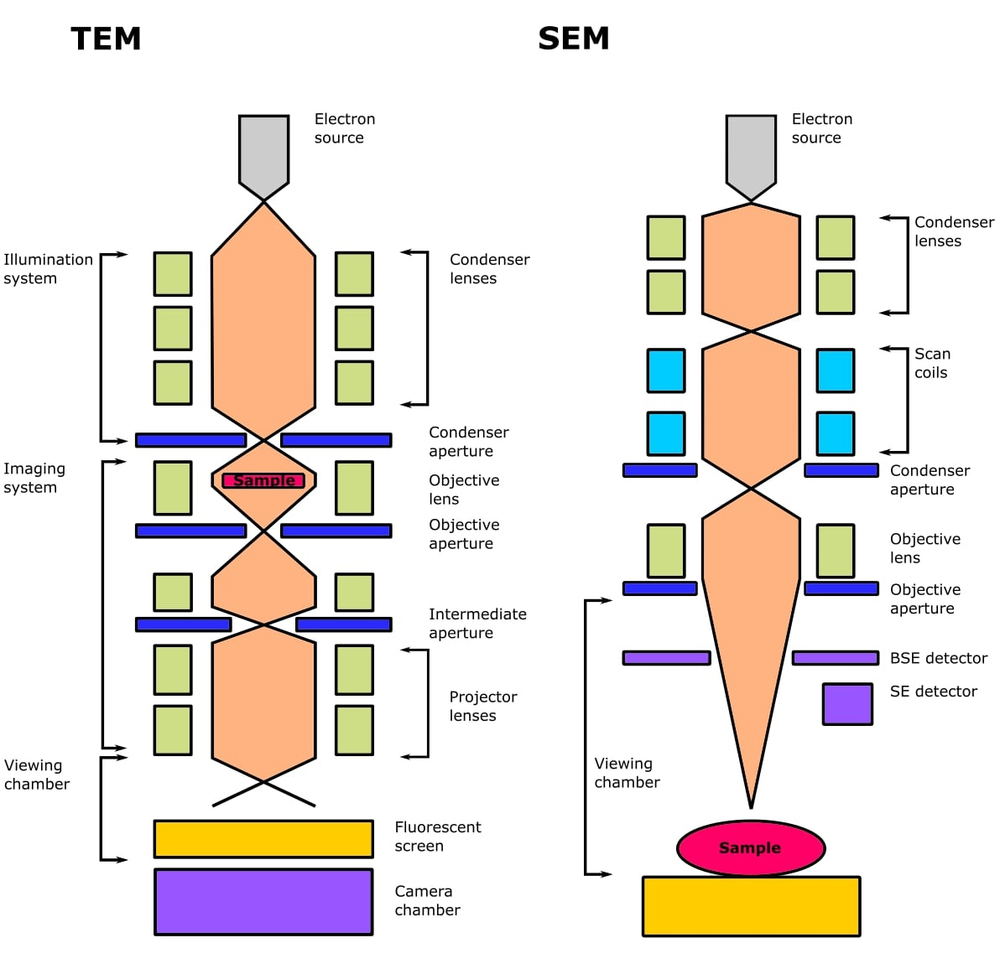 TEM
Electron
source
Illumination
system
Condenser
lenses
Condenser
aperture
Imaging
system
Sample
Objective
lens
Objective
aperture
Intermediate
aperture
Projector
lenses
Viewing
chamber
Fluorescent
screen
Camera
chamber
SEM
Electron
source
Condenser
lenses
Scan
coils
Condenser
aperture
Objective
lens
Objective
aperture
BSE detector
SE detector
Viewing
chamber
Sample